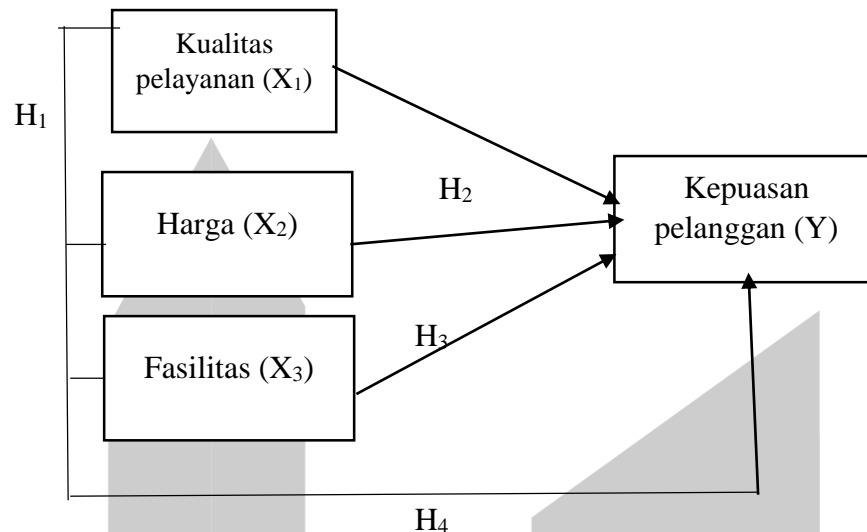 Kualitas
pelayanan (X₁)
H₁
Harga (X₂)
H₂
Kepuasan
pelanggan (Y)
Fasilitas (X₃)
H₃
H₄